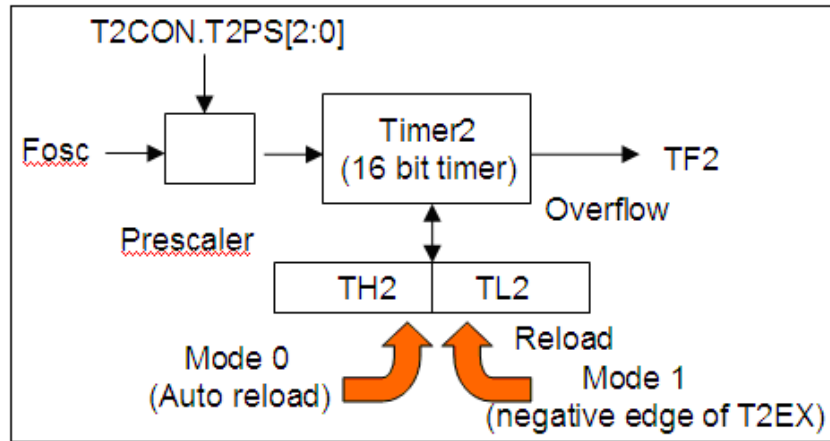 T2CON.T2PS[2:0]
Fosc
Timer2
(16 bit timer)
TF2
Prescaler
Overflow
TH2
TL2
Reload
Mode 0
(Auto reload)
Mode 1
(negative edge of T2EX)